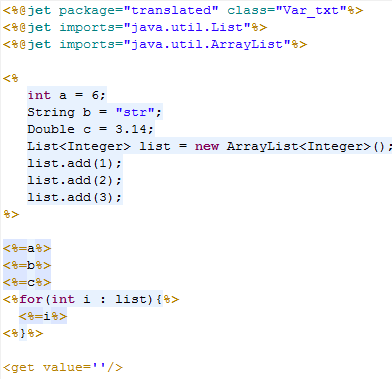 <%@jet package="translated" class="Var_txt"%>
<%@jet imports="java.util.List"%>
<%@jet imports="java.util.ArrayList"%>
<%
int a = 6;
String b = "str";
Double c = 3.14;
List<Integer> list = new ArrayList<Integer>();
list.add(1);
list.add(2);
list.add(3);
%>
<%=a%>
<%=b%>
<%=c%>
<%for(int i : list){%>
<%=i%>
<%}%>
<get value=''/>